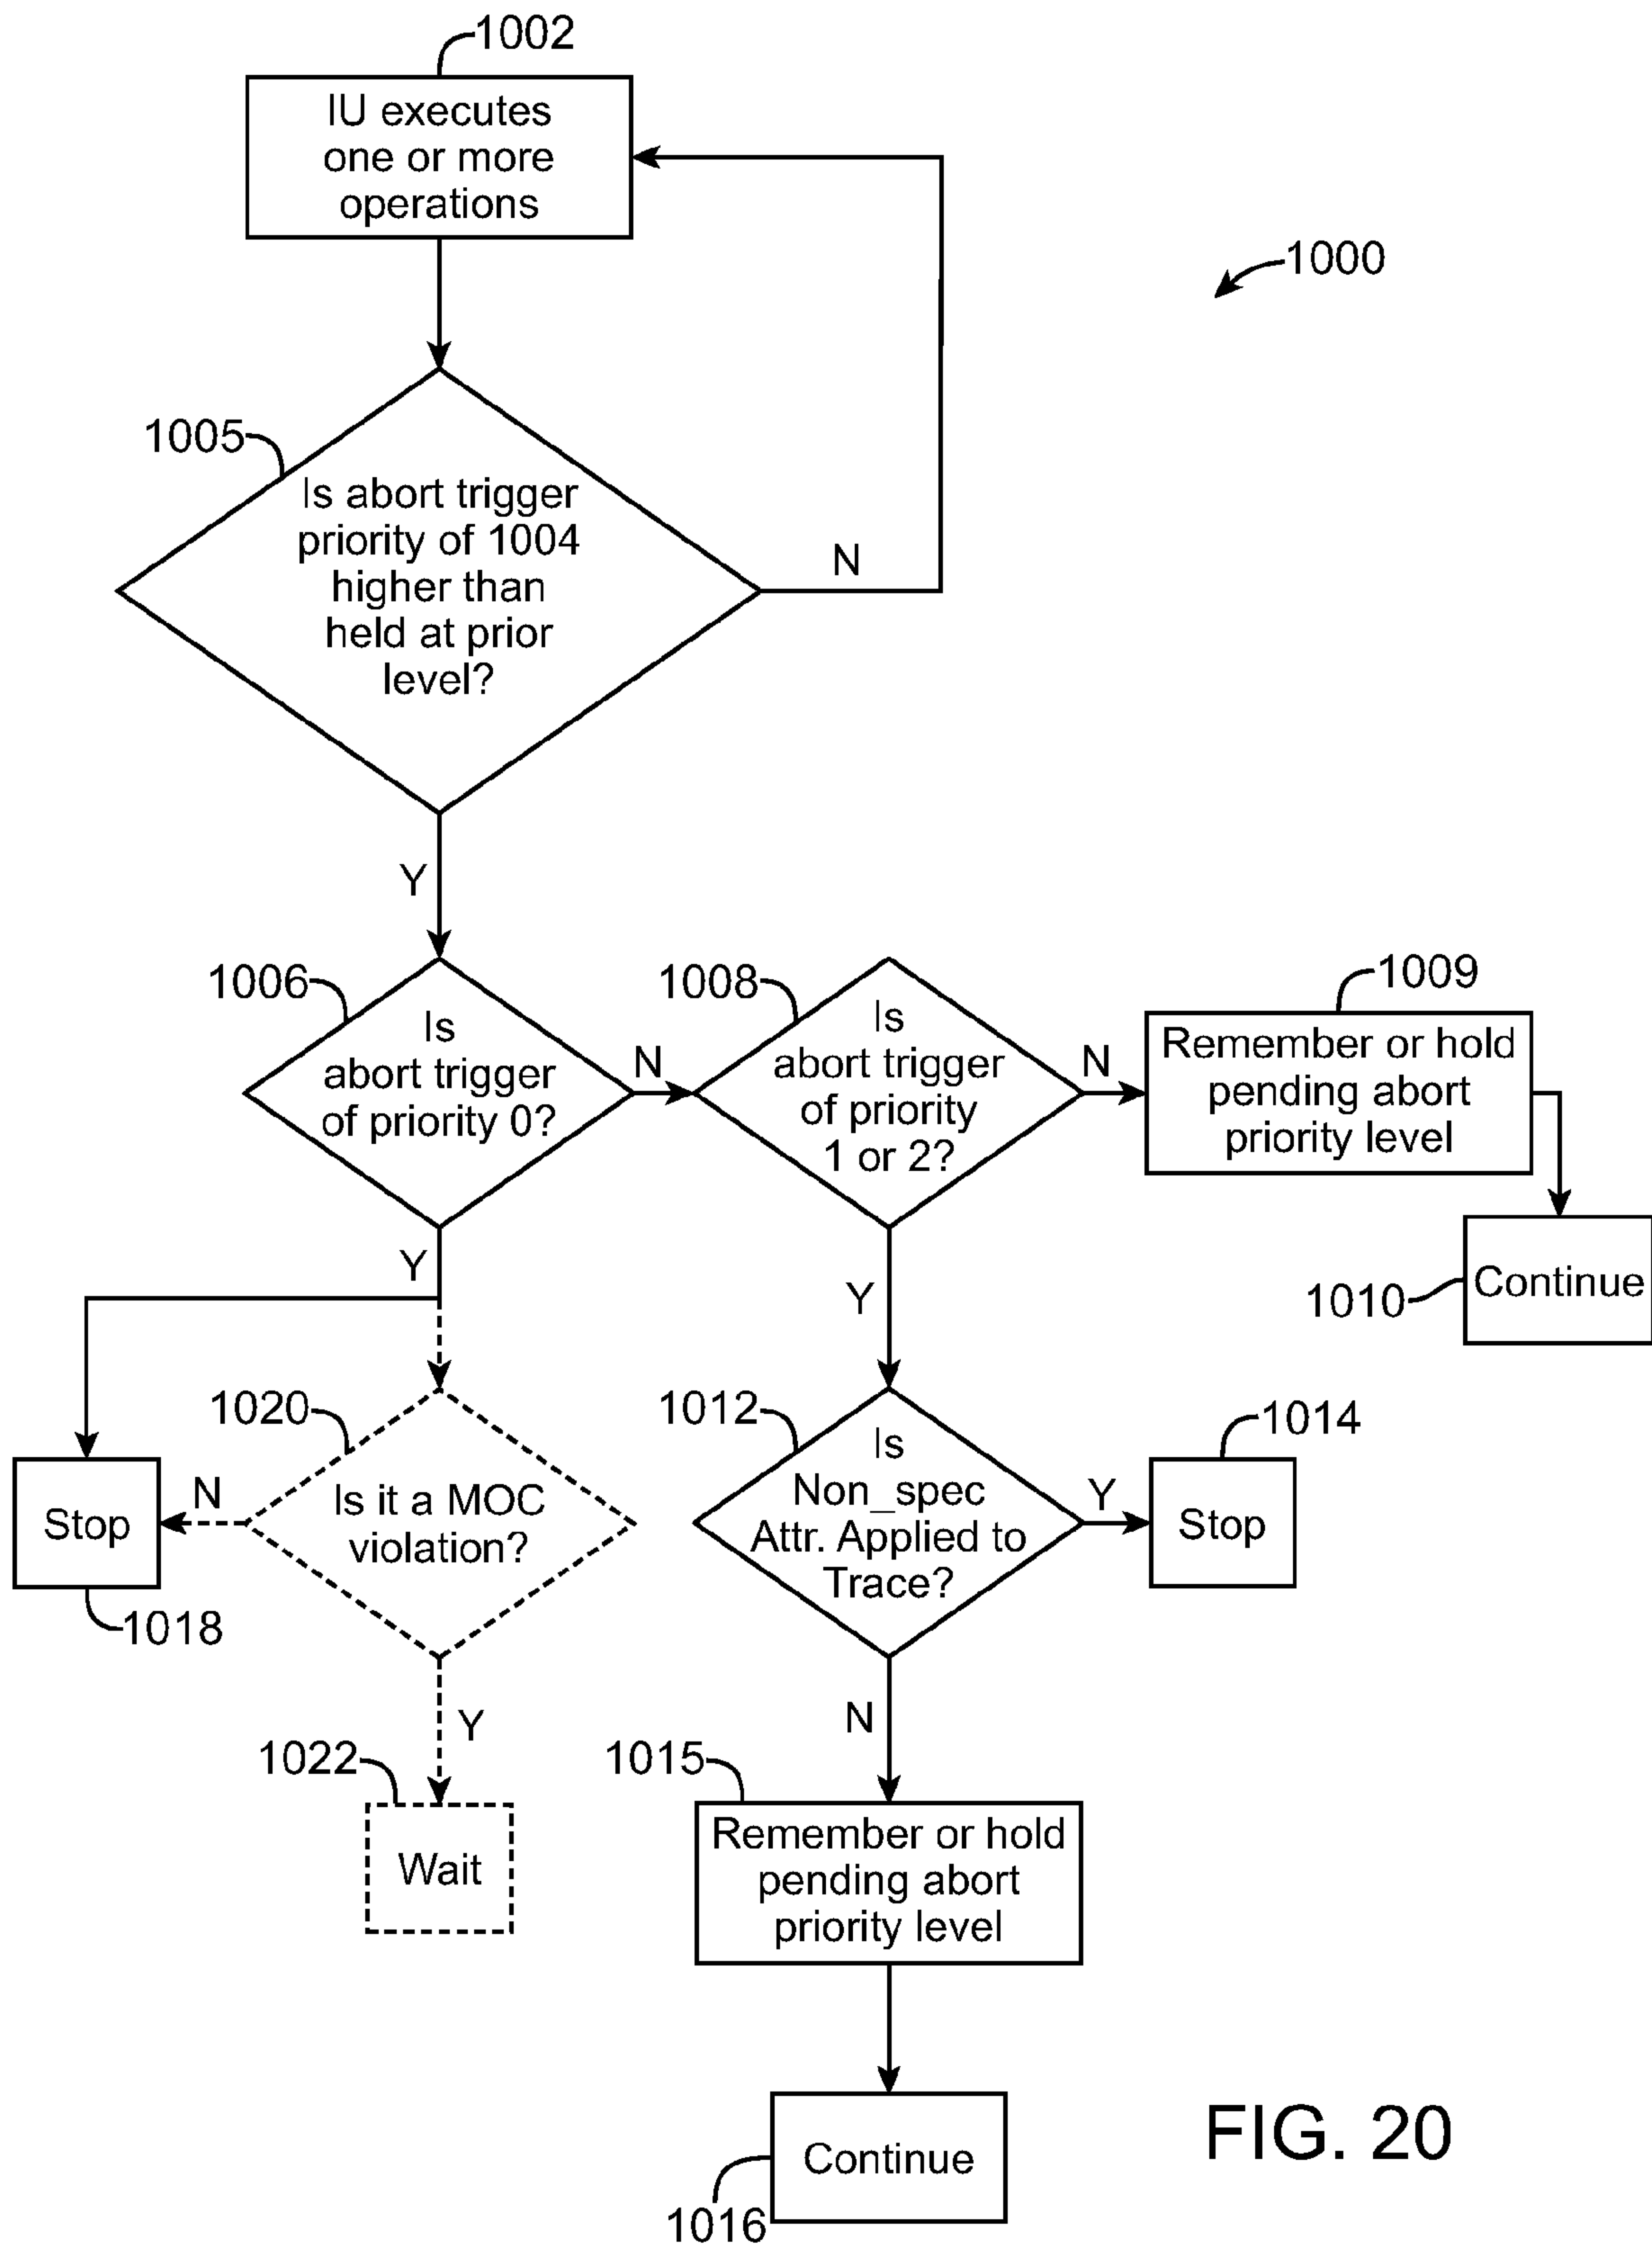 1002
IU executes
one or more
operations
1000
1005
Is abort trigger
priority of 1004
higher than
held at prior
level?
N
Y
1006
Is
abort trigger
of priority 0?
N
1008
Is
abort trigger
of priority
1 or 2?
N
1009
Remember or hold
pending abort
priority level
1010
Continue
Y
Y
1020
Is it a MOC
violation?
N
Stop
1018
Y
1022
Wait
1012
Is
Non_spec
Attr. Applied to
Trace?
Y
1014
Stop
N
1015
Remember or hold
pending abort
priority level
Continue
1016
FIG. 20